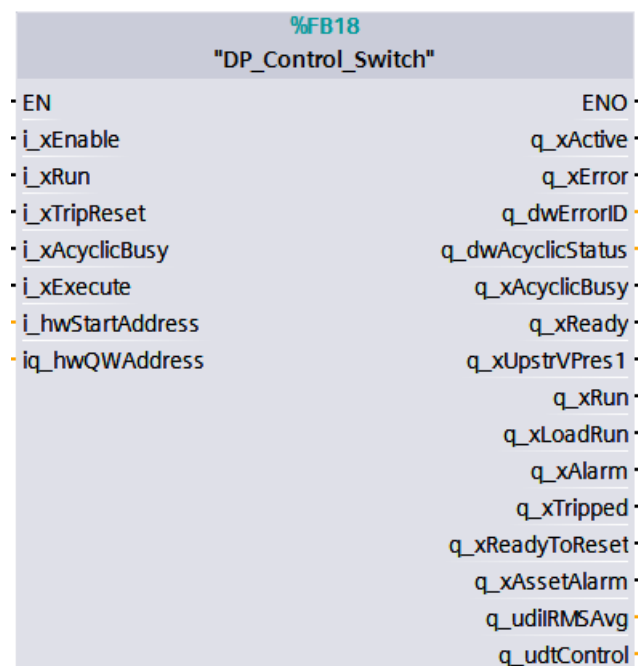 %FB18
"DP_Control_Switch"
EN ENO
i_xEnable q_xActive
i_xRun q_xError
i_xTripReset q_dwErrorID
i_xAcyclicBusy q_dwAcyclicStatus
i_xExecute q_xAcyclicBusy
i_hwStartAddress q_xReady
iq_hwQWAddress q_xUpstrVPres1
q_xRun
q_xLoadRun
q_xAlarm
q_xTripped
q_xReadyToReset
q_xAssetAlarm
q_udiIRMSAvg
q_udtControl